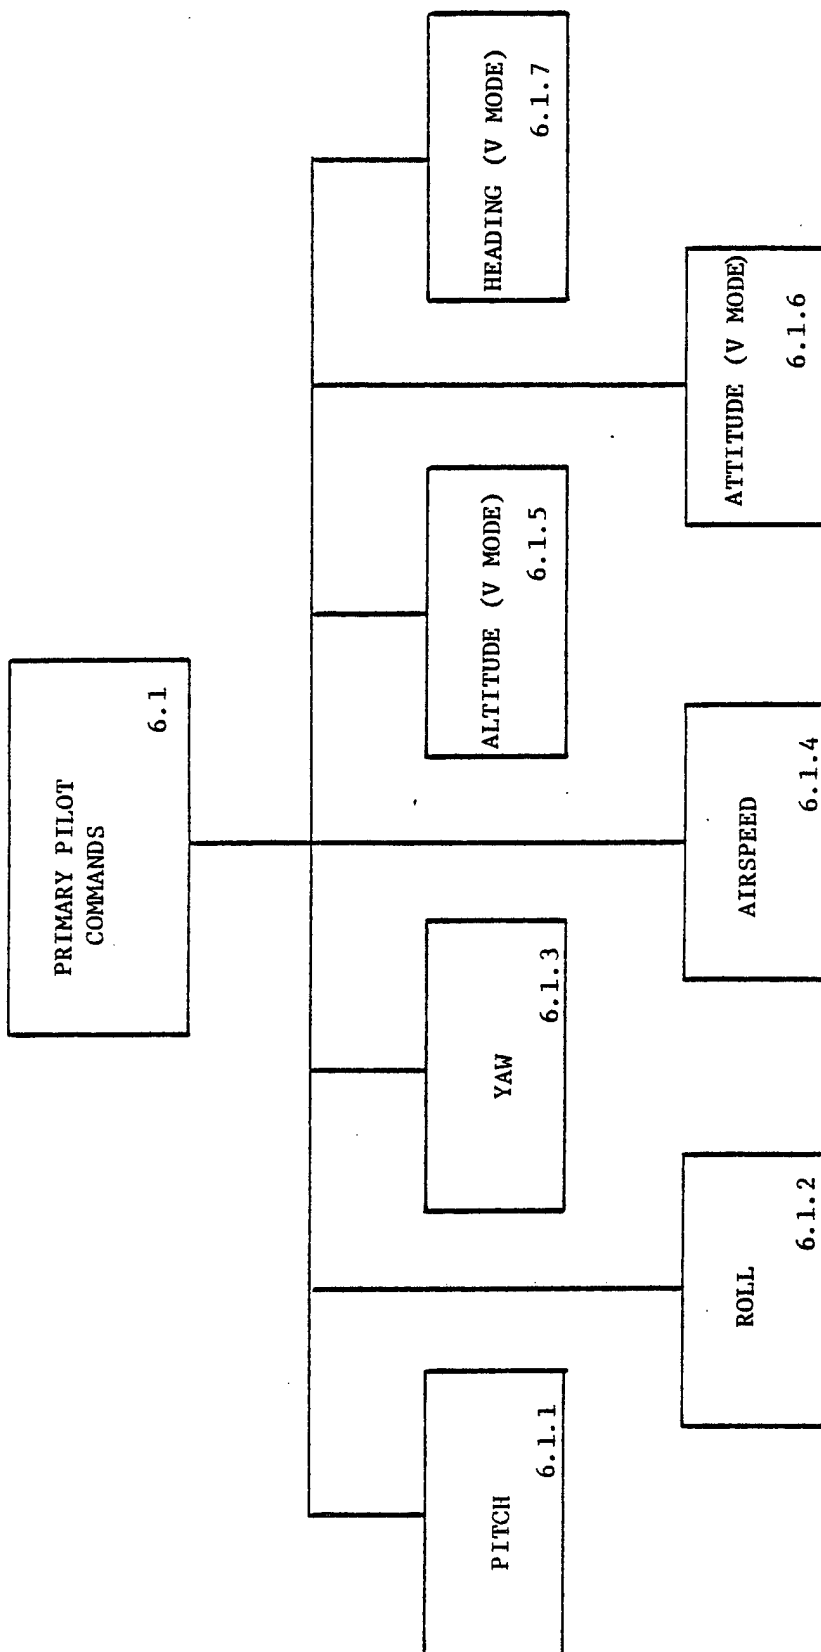 PRIMARY PILOT
COMMANDS
6.1
PITCH
6.1.1
ROLL
6.1.2
YAW
6.1.3
AIRSPEED
6.1.4
ALTITUDE (V MODE)
6.1.5
ATTITUDE (V MODE)
6.1.6
HEADING (V MODE)
6.1.7